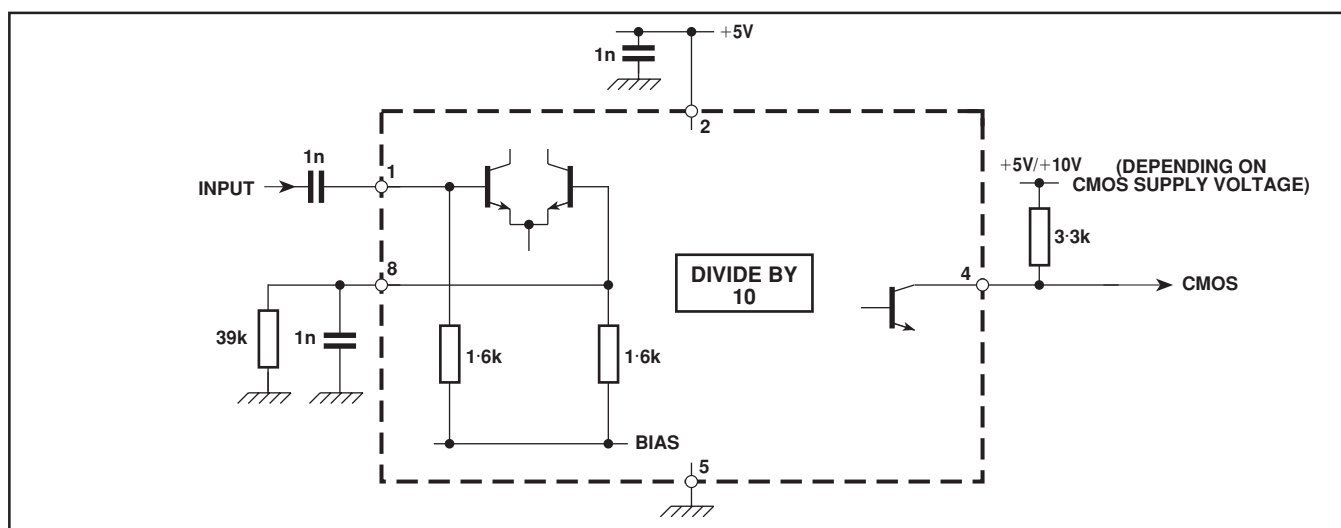 +5V
1n
2
1n
+5V/+10V
(DEPENDING ON
CMOS SUPPLY VOLTAGE)
INPUT
1
3·3k
8
DIVIDE BY
10
4
CMOS
39k
1n
1·6k
1·6k
BIAS
5